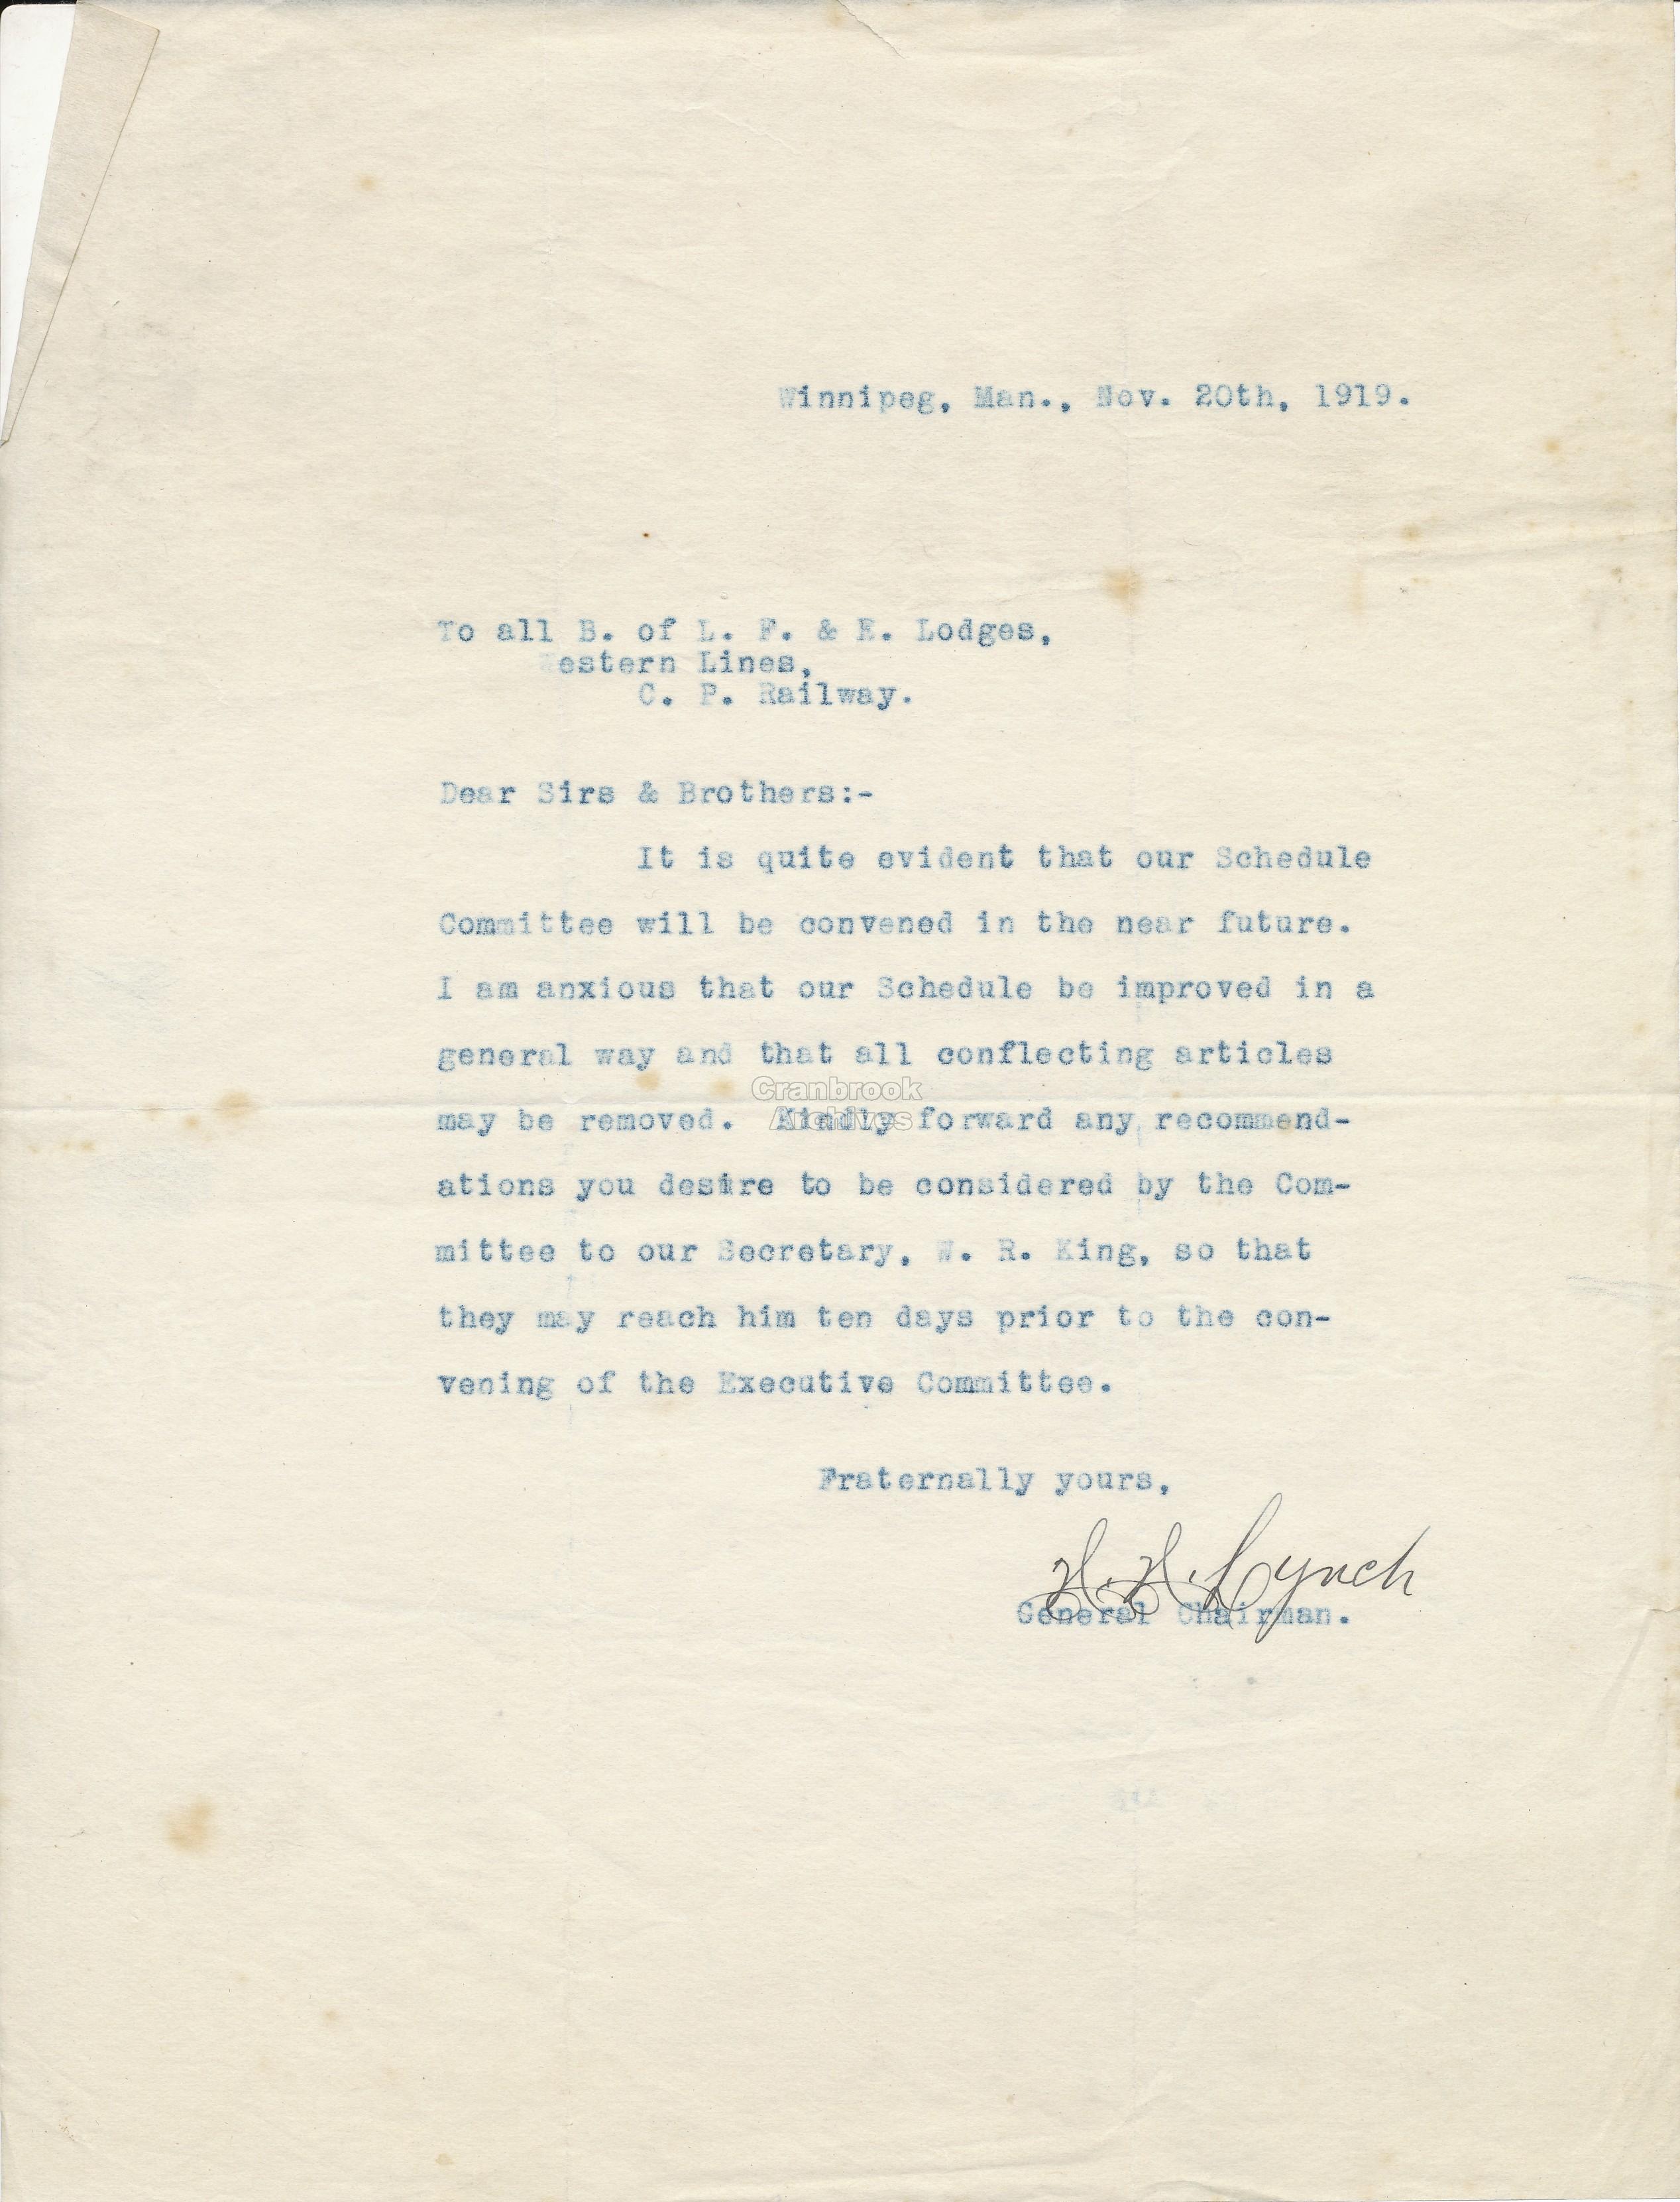 Winnipeg, Man., Nov. 20th, 1919.
To all B. of L. F. & E. Lodges,
Western Lines,
C. P. Railway.
Dear Sirs & Brothers:-
It is quite evident that our Schedule
Committee will be convened in the near future.
I am anxious that our Schedule be improved in a
general way and that all conflecting articles
Cranbrook
Archives
may be removed. Kindly forward any recommend-
ations you desire to be considered by the Com-
mittee to our Secretary, W. R. King, so that
they may reach him ten days prior to the con-
vening of the Executive Committee.
Fraternally yours,
H. H. Lynch
General Chairman.